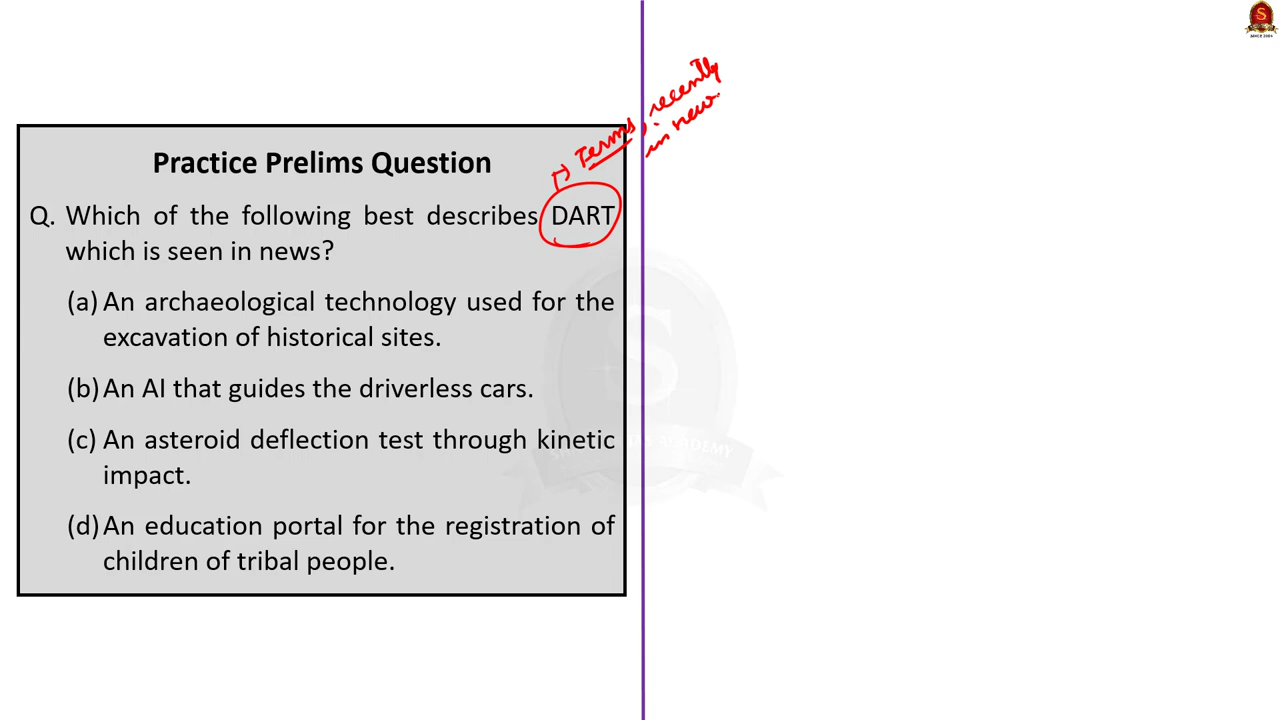 SINCE 2004
Terms, recently
in news.
Practice Prelims Question
Q. Which of the following best describes DART
which is seen in news?
(a) An archaeological technology used for the
excavation of historical sites.
(b) An AI that guides the driverless cars.
(c) An asteroid deflection test through kinetic
impact.
(d) An education portal for the registration of
children of tribal people.